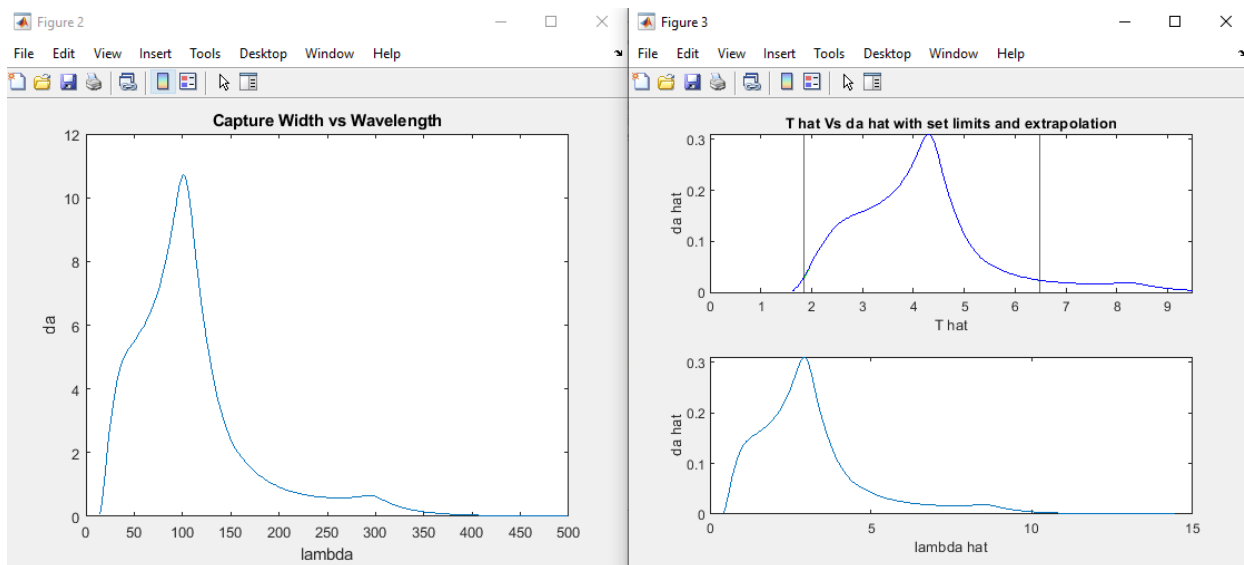 Figure 2
File Edit View Insert Tools Desktop Window Help
Capture Width vs Wavelength
12
10
8
6
4
2
0
da
0 50 100 150 200 250 300 350 400 450 500
lambda
Figure 3
File Edit View Insert Tools Desktop Window Help
T hat Vs da hat with set limits and extrapolation
0.3
0.2
0.1
0
da hat
0 1 2 3 4 5 6 7 8 9
T hat
0.3
0.2
0.1
0
da hat
0 5 10 15
lambda hat